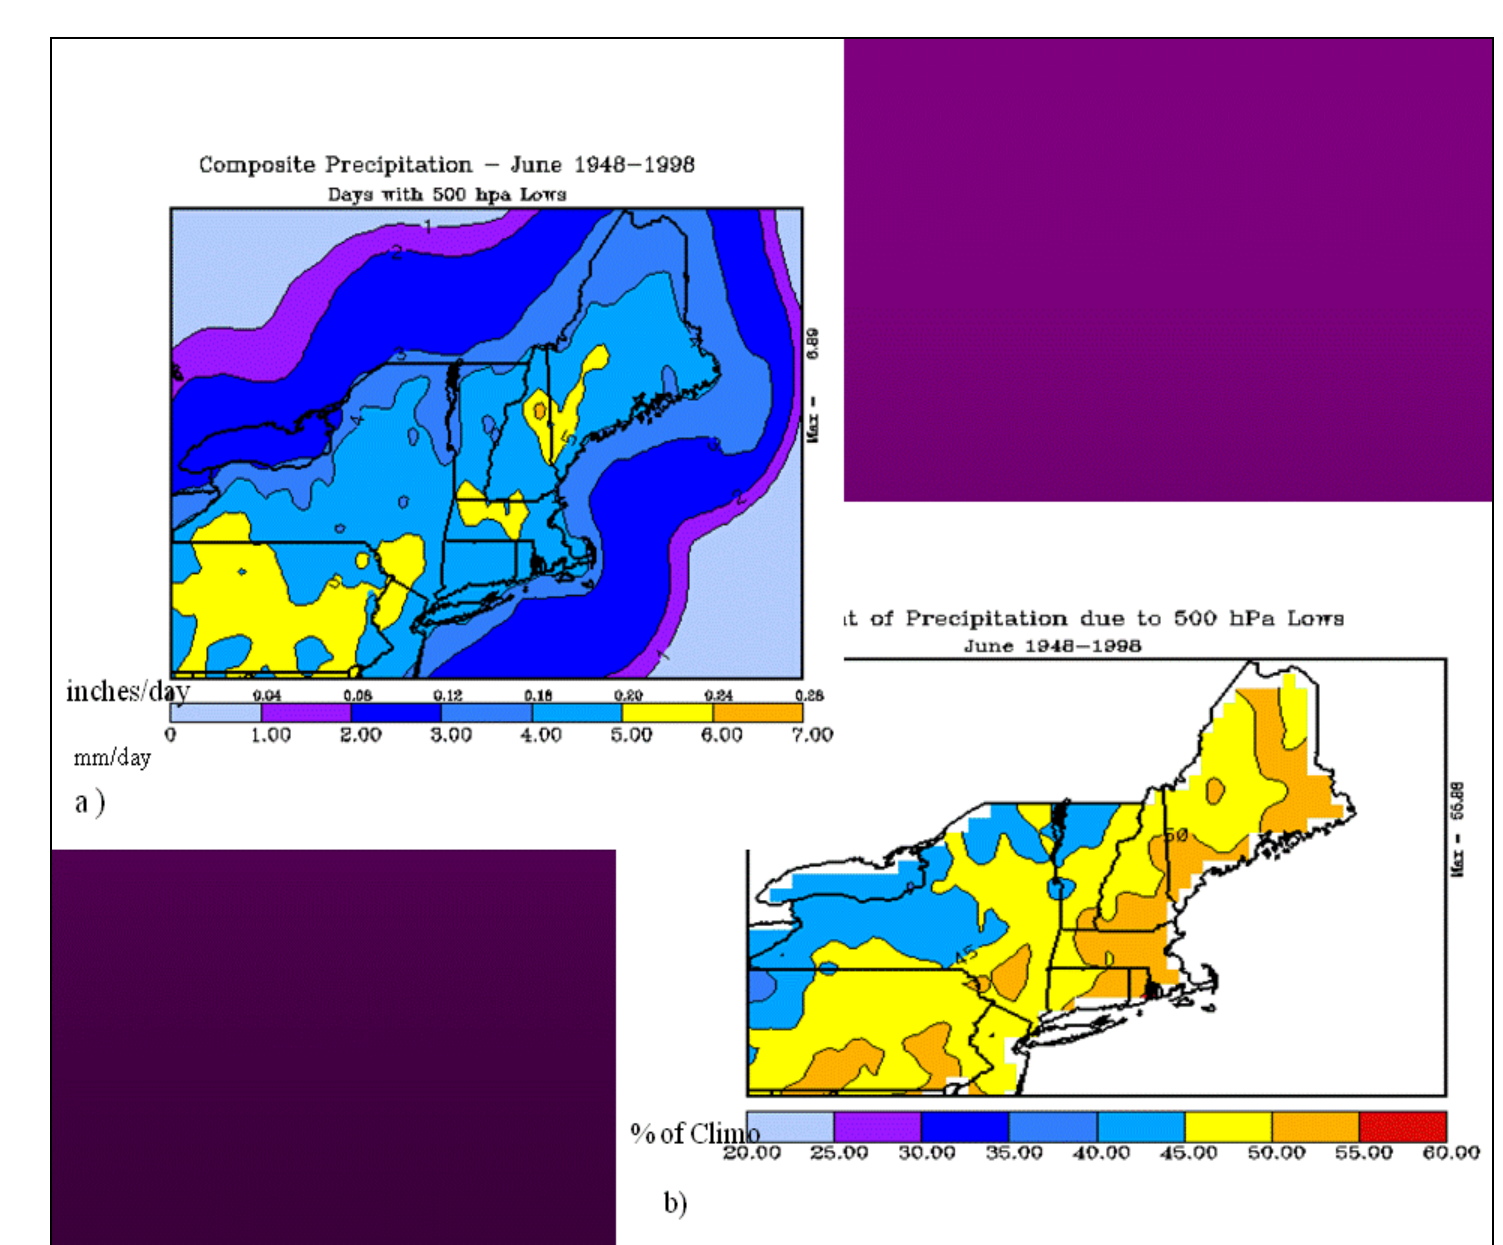 Composite Precipitation – June 1948–1998
Days with 500 hpa Lows
1
2
3
4
5
3
2
1
Max – 6.89
inches/day
0.04 0.08 0.12 0.16 0.20 0.24 0.28
0 1.00 2.00 3.00 4.00 5.00 6.00 7.00
mm/day
a )
t of Precipitation due to 500 hPa Lows
June 1948–1998
50
45
Max – 55.86
% of Climo
20.00 25.00 30.00 35.00 40.00 45.00 50.00 55.00 60.00
b)